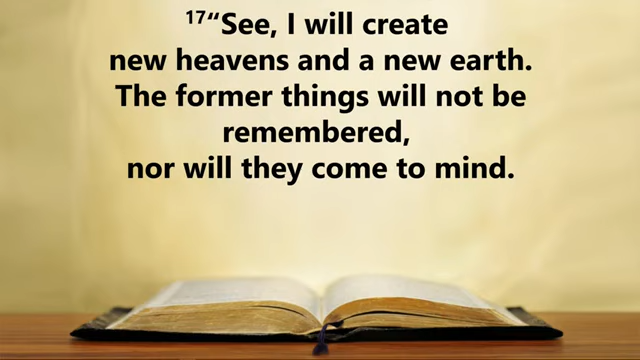 17“See, I will create
new heavens and a new earth.
The former things will not be
remembered,
nor will they come to mind.